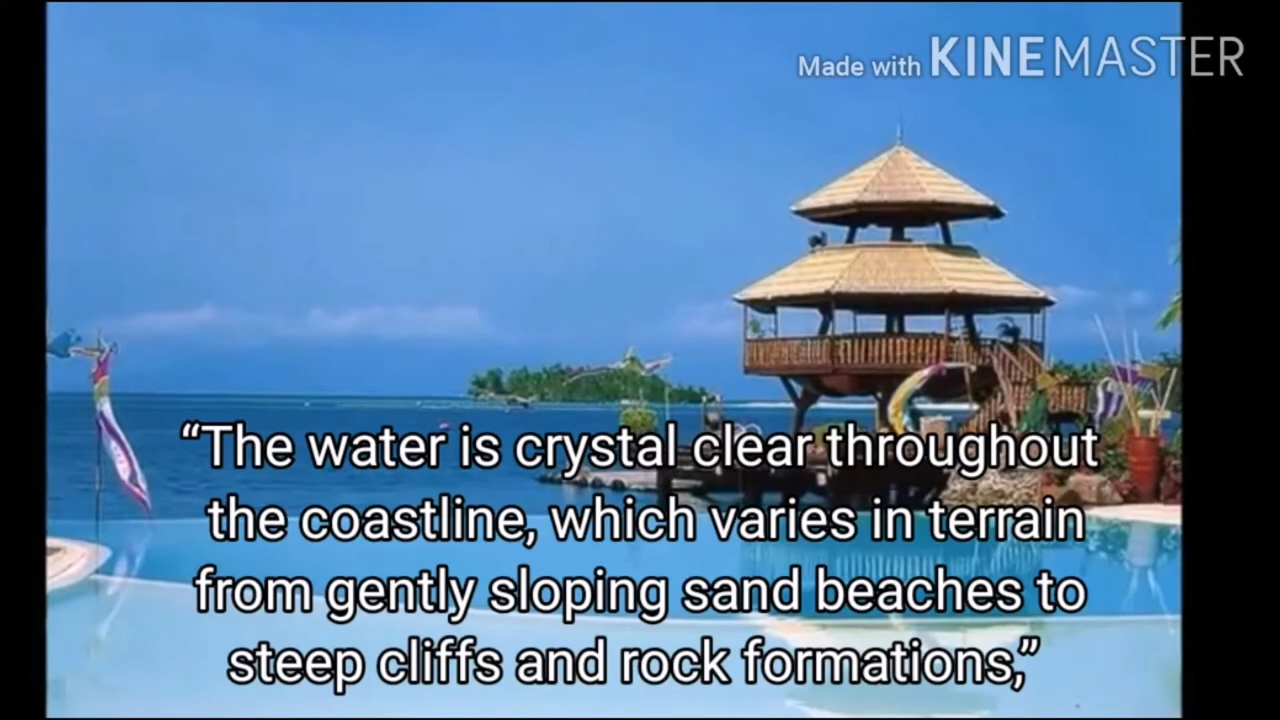 Made with KINEMASTER
“The water is crystal clear throughout
the coastline, which varies in terrain
from gently sloping sand beaches to
steep cliffs and rock formations,”